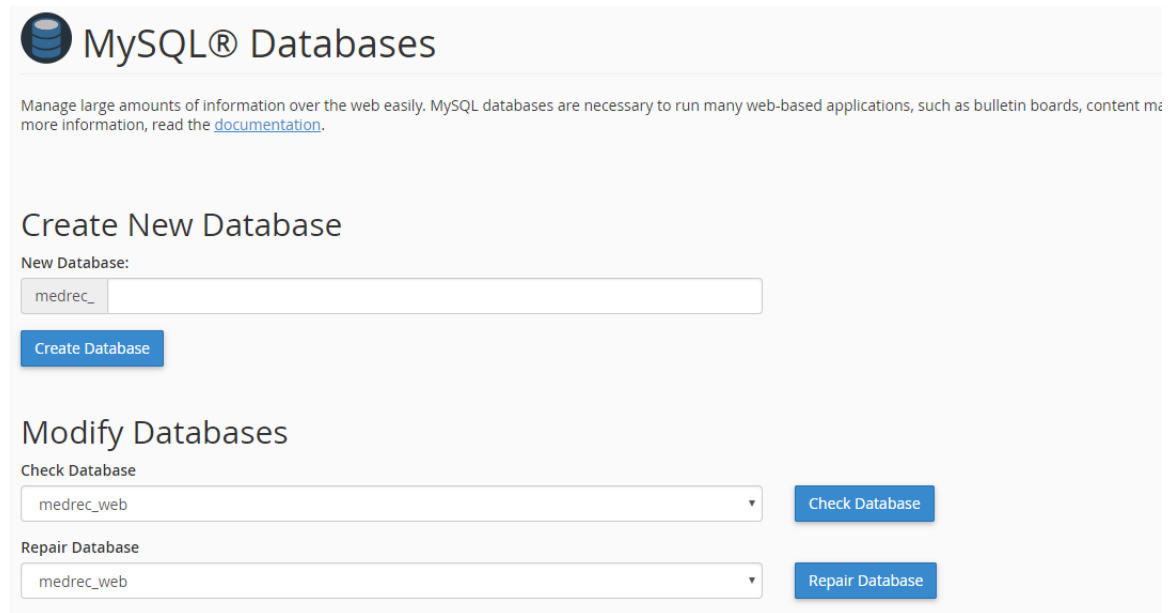 MySQL® Databases
Manage large amounts of information over the web easily. MySQL databases are necessary to run many web-based applications, such as bulletin boards, content
more information, read the documentation.
Create New Database
New Database:
medrec_
Create Database
Modify Databases
Check Database
medrec_web
Check Database
Repair Database
medrec_web
Repair Database